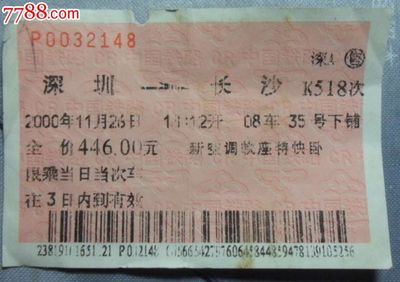 7788.com
P0032148
深A 售
深圳 — 长沙 K518次
2000年11月28日 18:12开 08车35号下铺
全价446.00元 新空调软座特快卧
限乘当日当次车
在3日内到有效